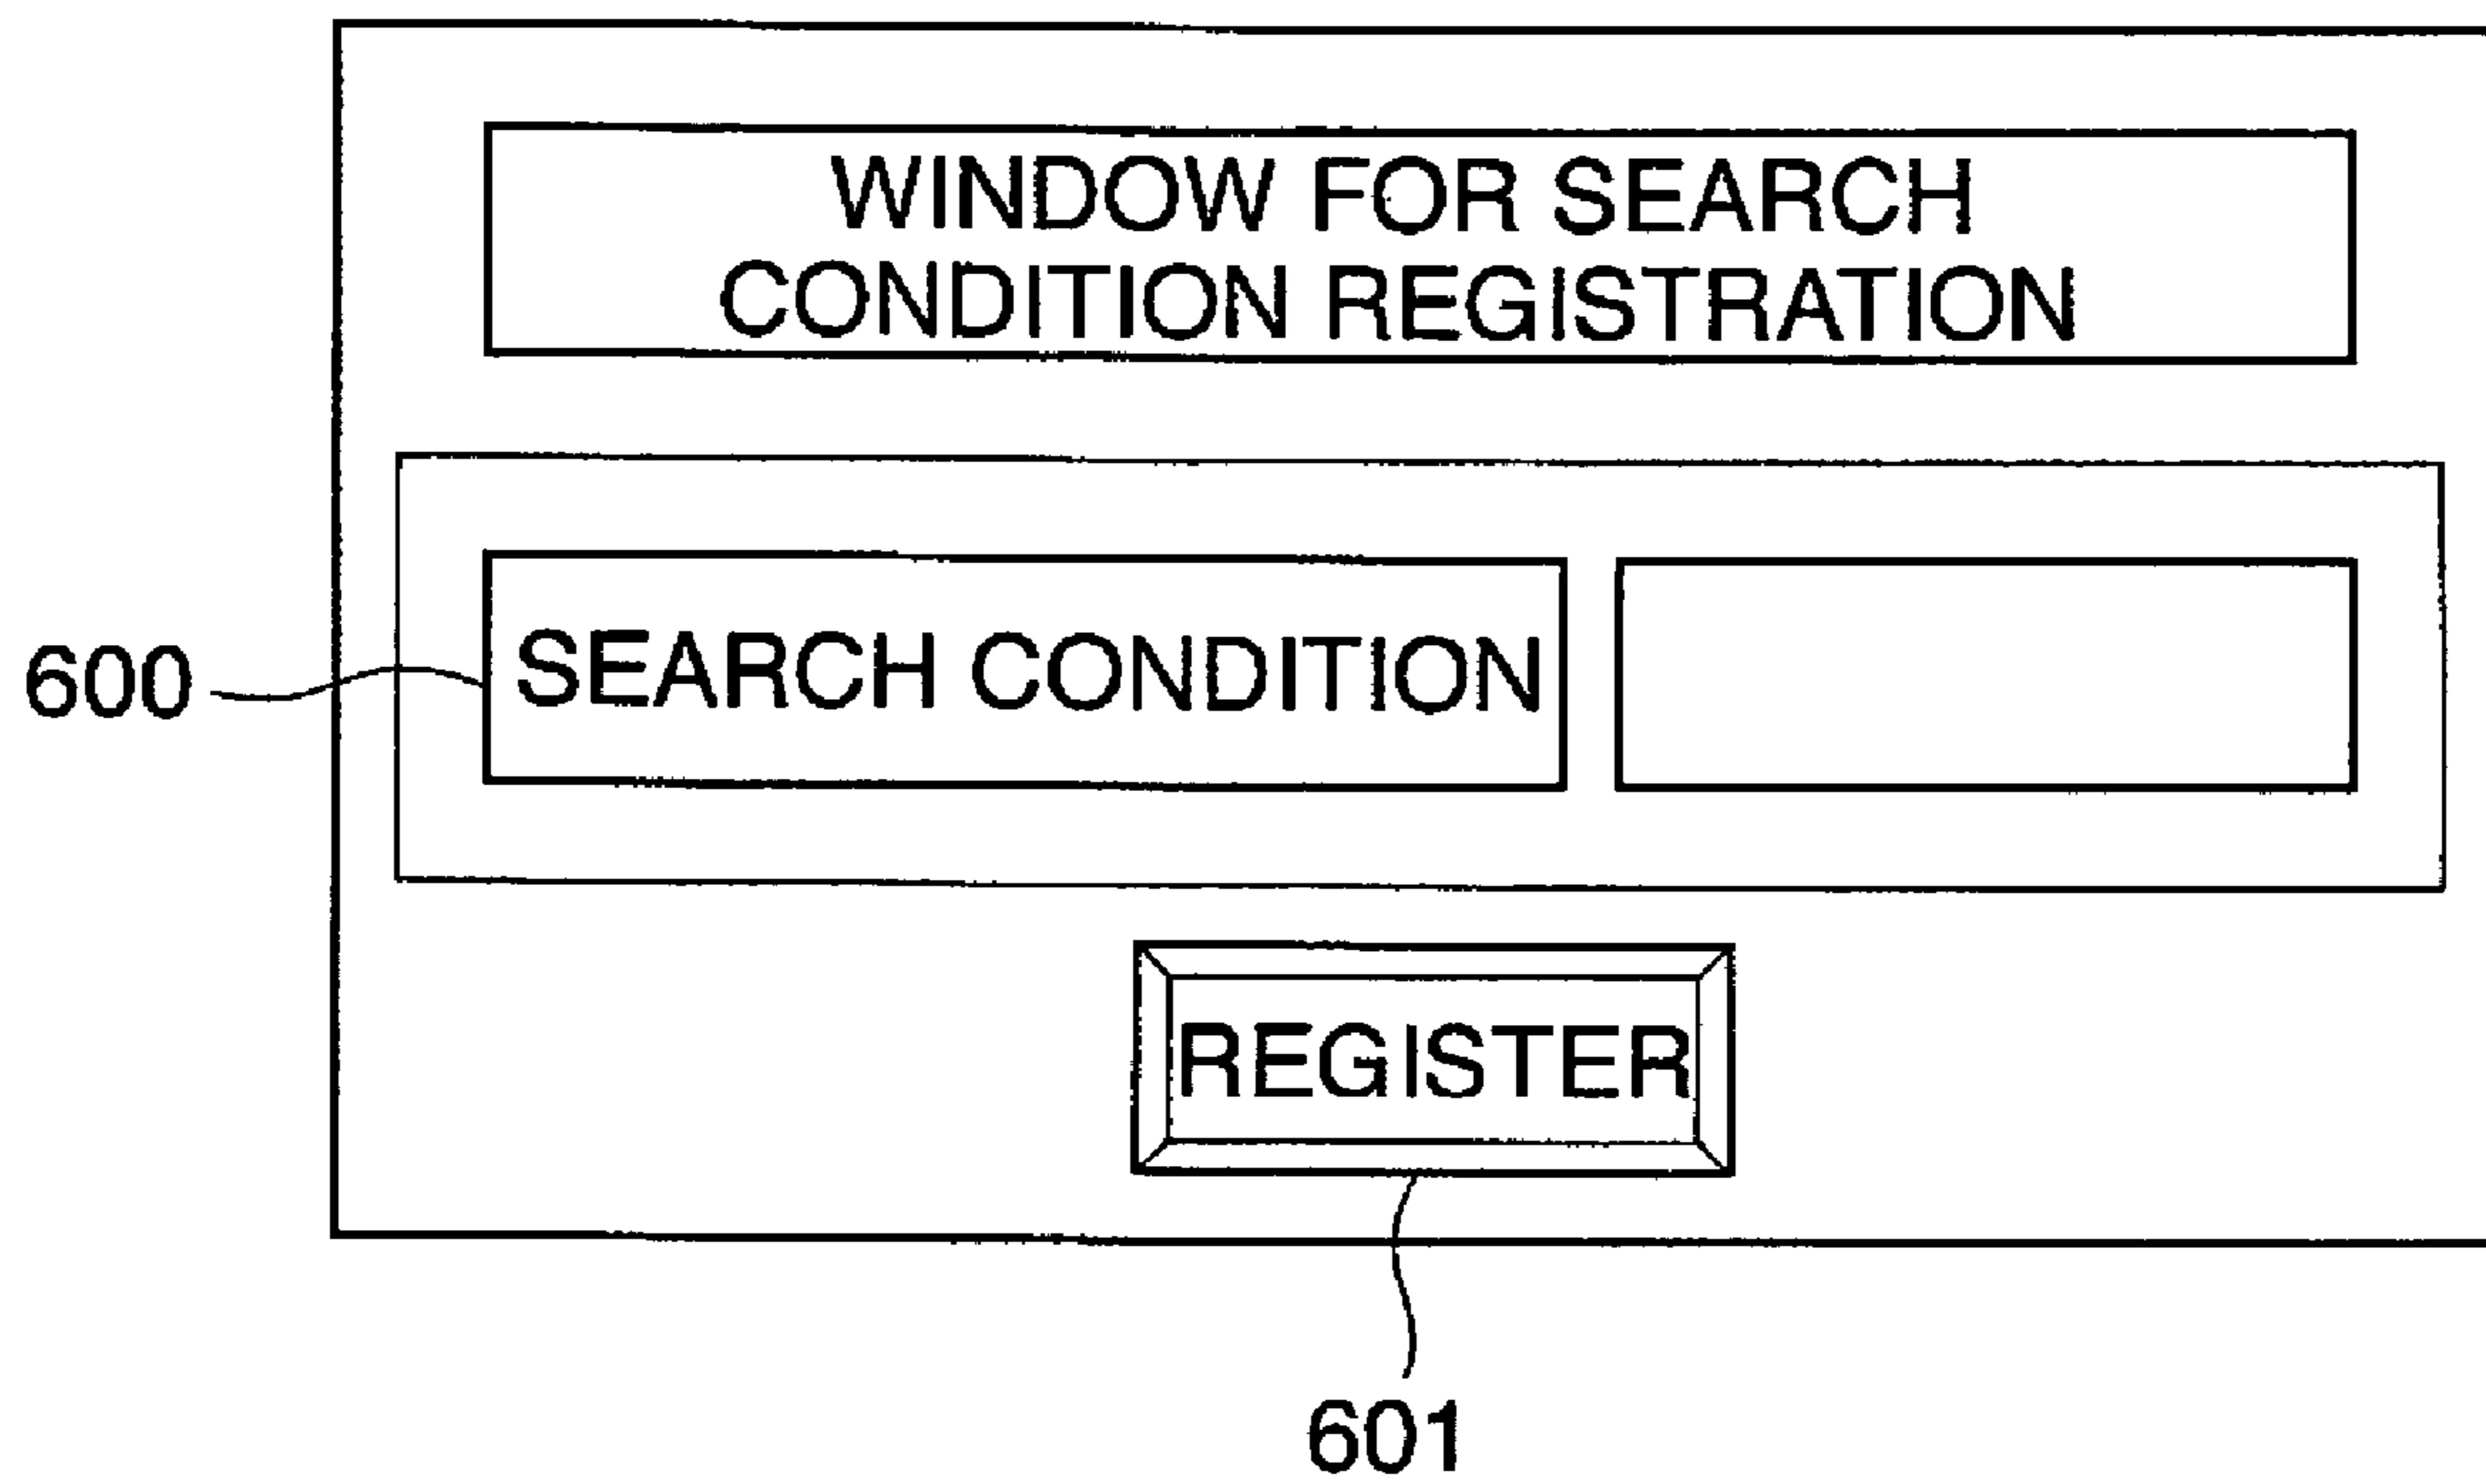 WINDOW FOR SEARCH
CONDITION REGISTRATION
600
SEARCH CONDITION
REGISTER
601